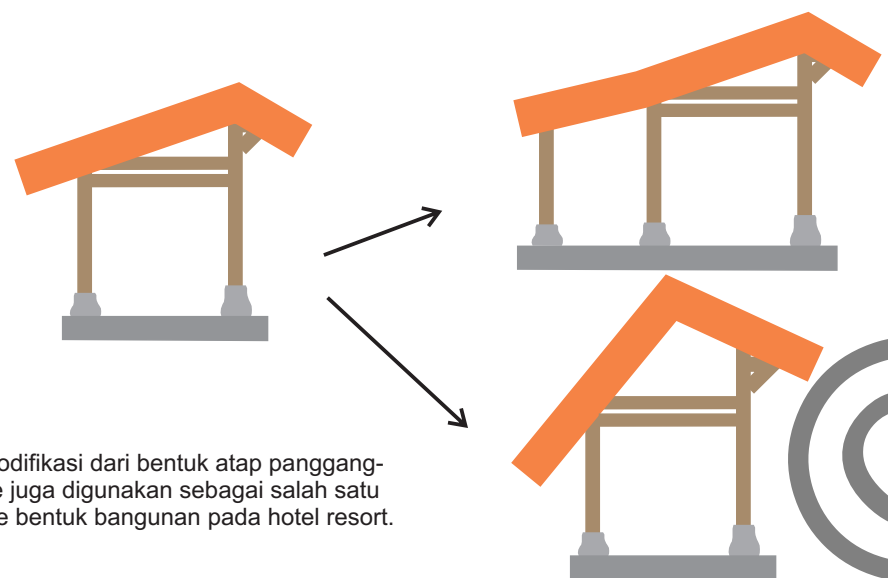 odifikasi dari bentuk atap panggang-
e juga digunakan sebagai salah satu
e bentuk bangunan pada hotel resort.